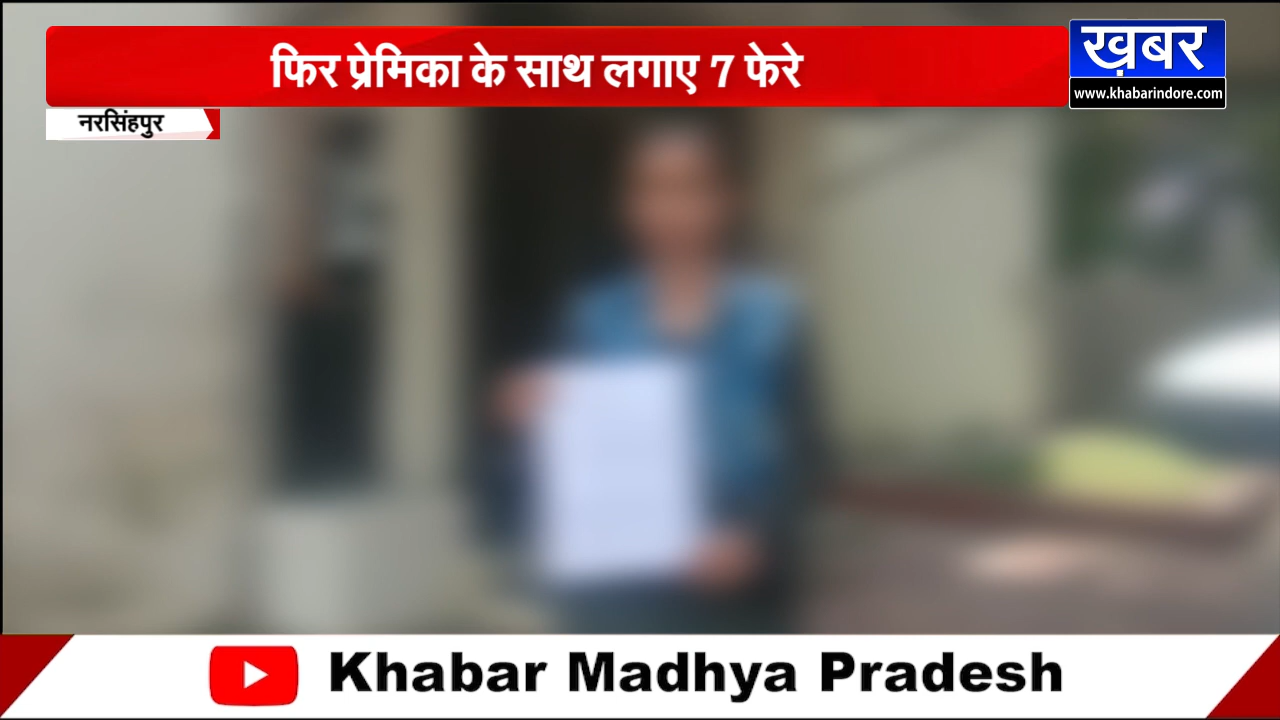 फिर प्रेमिका के साथ लगाए 7 फेरे
ख़बर
www.khabarindore.com
नरसिंहपुर
Khabar Madhya Pradesh